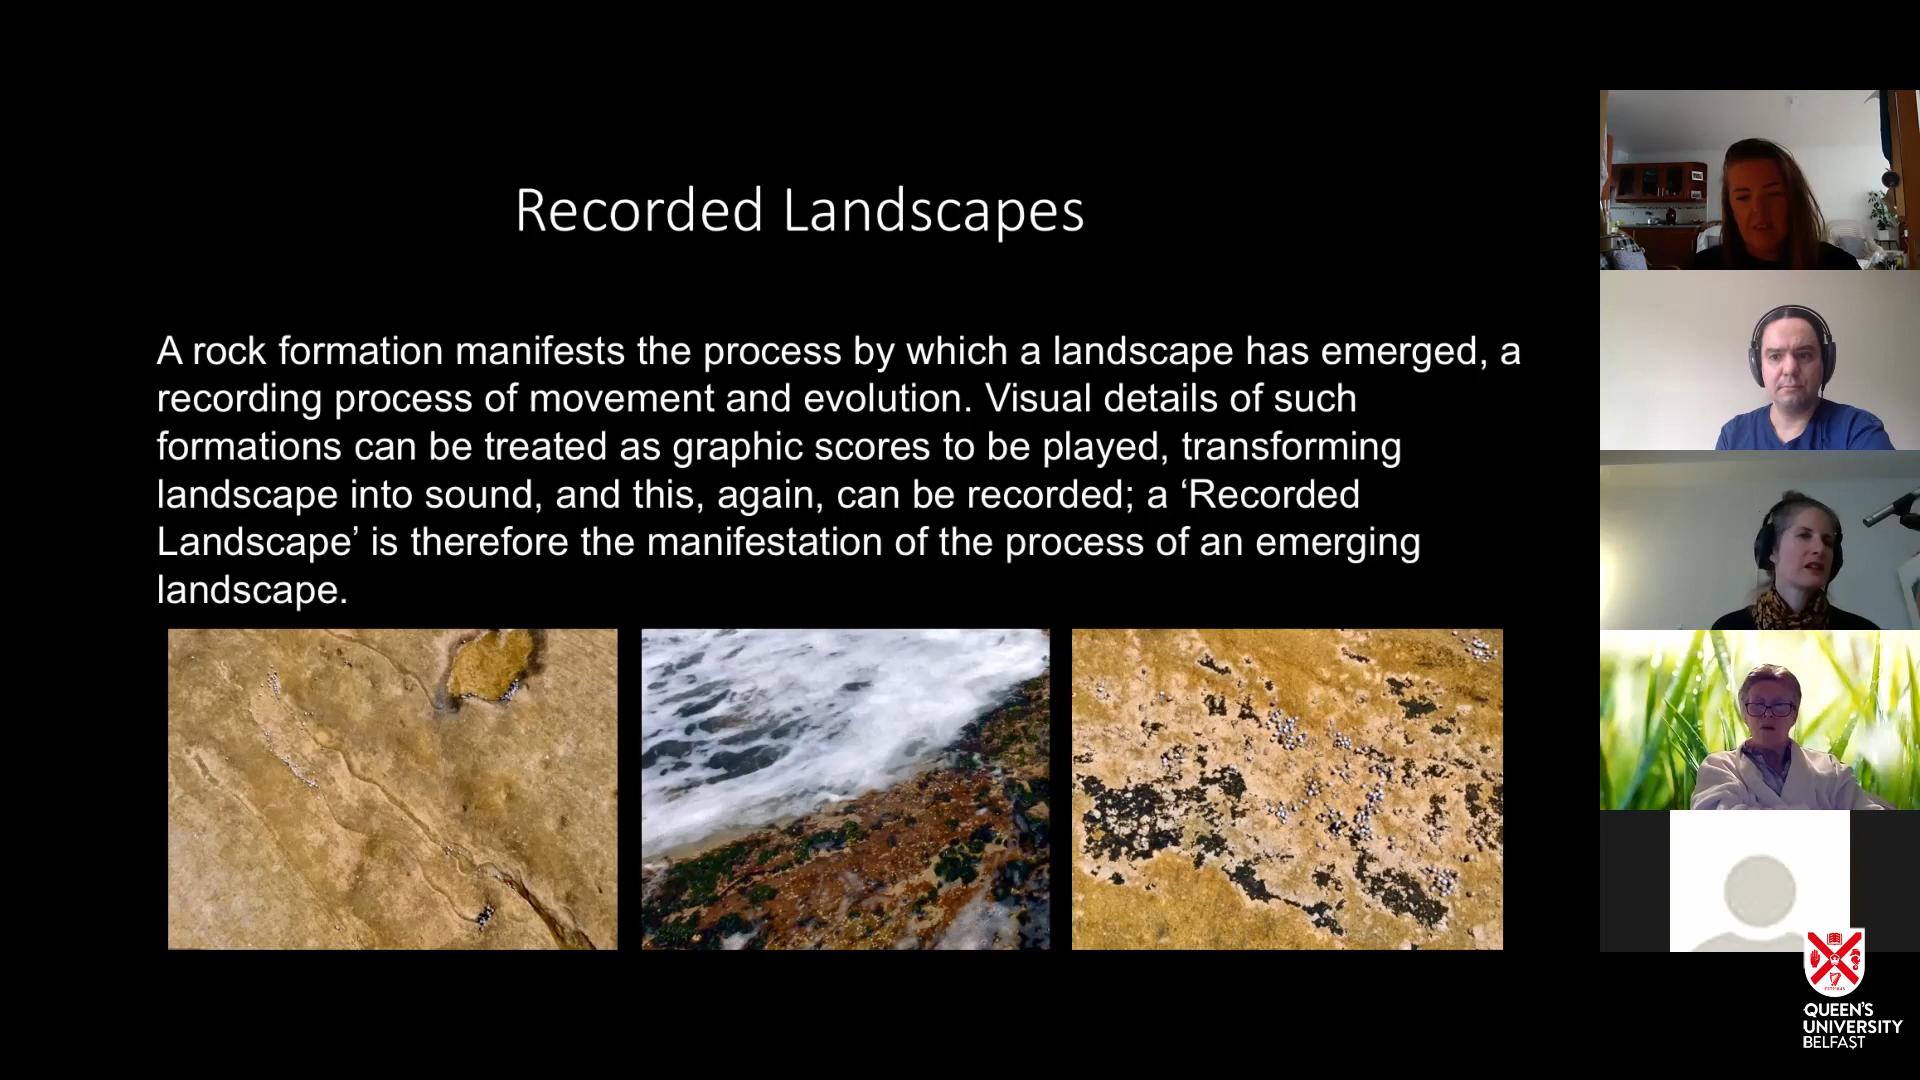 Recorded Landscapes
A rock formation manifests the process by which a landscape has emerged, a
recording process of movement and evolution. Visual details of such
formations can be treated as graphic scores to be played, transforming
landscape into sound, and this, again, can be recorded; a ‘Recorded
Landscape’ is therefore the manifestation of the process of an emerging
landscape.
QUEEN'S
UNIVERSITY
BELFAST